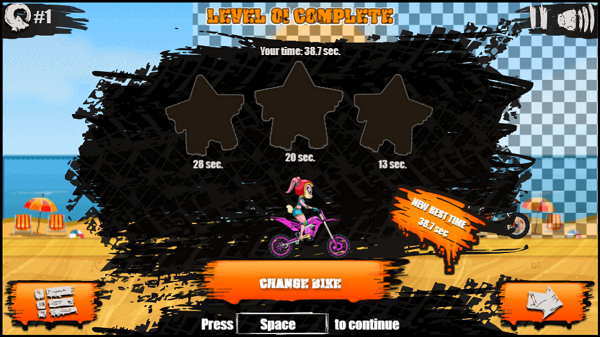 #1
LEVEL 01 COMPLETE
Your time: 38.7 sec.
28 sec.
20 sec.
13 sec.
NEW BEST TIME
38.7 sec
CHANGE BIKE
Press Space to continue